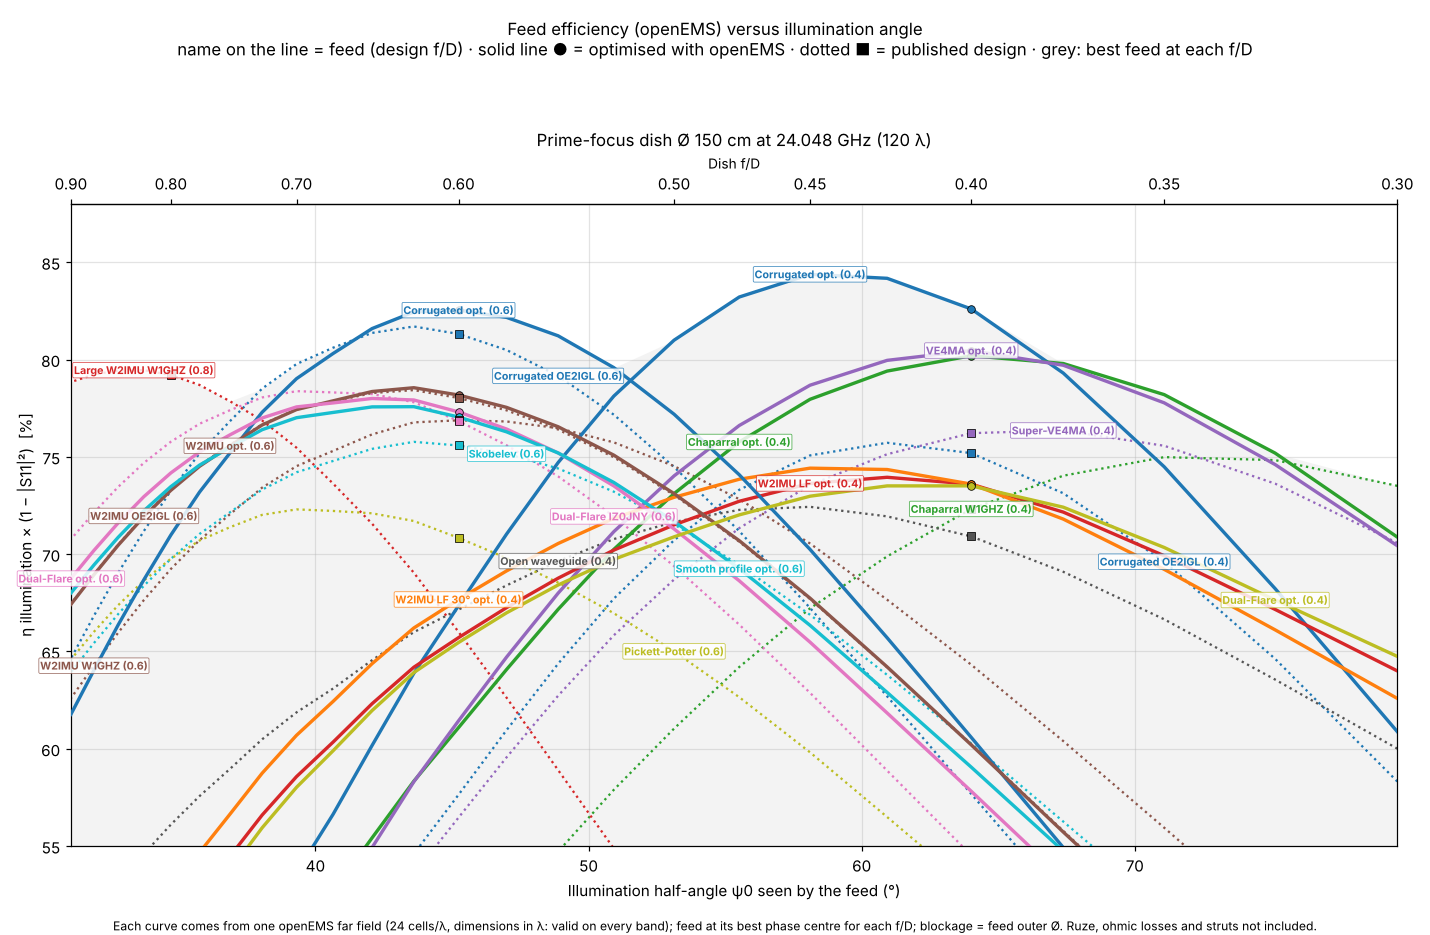 Feed efficiency (openEMS) versus illumination angle
name on the line = feed (design f/D) · solid line ● = optimised with openEMS · dotted ■ = published design · grey: best feed at each f/D
Prime-focus dish Ø 150 cm at 24.048 GHz (120 λ)
Dish f/D
0.90 0.80 0.70 0.60 0.50 0.45 0.40 0.35 0.30
85
80
75
70
65
60
55
η illumination × (1 − |S11|²) [%]
Corrugated opt. (0.4)
Corrugated opt. (0.6)
VE4MA opt. (0.4)
Large W2IMU W1GHZ (0.8)
Corrugated OE2IGL (0.6)
Super-VE4MA (0.4)
Chaparral opt. (0.4)
W2IMU opt. (0.6)
Skobelev (0.6)
W2IMU LF opt. (0.4)
Chaparral W1GHZ (0.4)
W2IMU OE2IGL (0.6)
Dual-Flare IZ0JNY (0.6)
Open waveguide (0.4)
Corrugated OE2IGL (0.4)
Smooth profile opt. (0.6)
Dual-Flare opt. (0.6)
W2IMU LF 30° opt. (0.4)
Dual-Flare opt. (0.4)
Pickett-Potter (0.6)
W2IMU W1GHZ (0.6)
40 50 60 70
Illumination half-angle ψ0 seen by the feed (°)
Each curve comes from one openEMS far field (24 cells/λ, dimensions in λ: valid on every band); feed at its best phase centre for each f/D; blockage = feed outer Ø. Ruze, ohmic losses and struts not included.